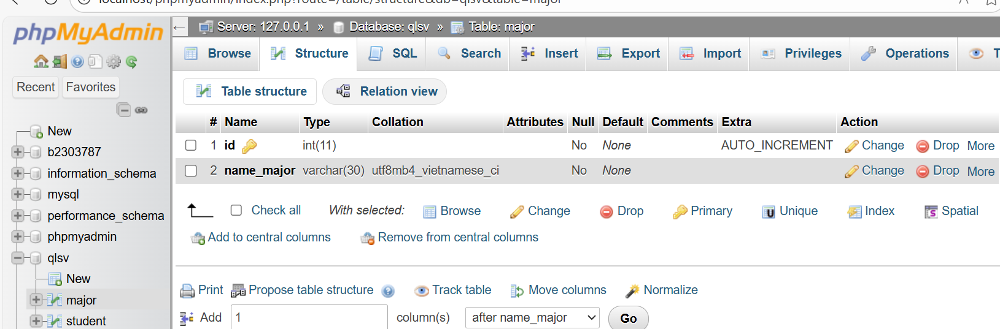 localhost/phpmyadmin/index.php?route=/table/structure&db=qlsv&table=major
phpMyAdmin
Recent Favorites
New
b2303787
information_schema
mysql
performance_schema
phpmyadmin
qlsv
New
major
student
Server: 127.0.0.1 » Database: qlsv » Table: major
Browse Structure SQL Search Insert Export Import Privileges Operations T
Table structure Relation view
# Name Type Collation Attributes Null Default Comments Extra Action
1 id int(11) No None AUTO_INCREMENT Change Drop More
2 name_major varchar(30) utf8mb4_vietnamese_ci No None Change Drop More
Check all With selected: Browse Change Drop Primary Unique Index Spatial
Add to central columns Remove from central columns
Print Propose table structure Track table Move columns Normalize
Add 1 column(s) after name_major Go